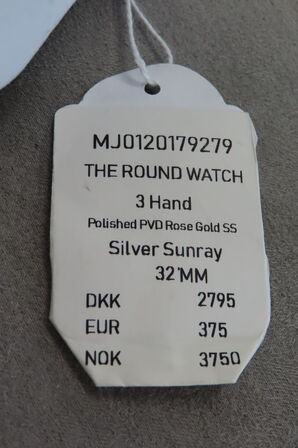 MJ0120179279
THE ROUND WATCH
3 Hand
Polished PVD Rose Gold SS
Silver Sunray
32'MM
DKK 2795
EUR 375
NOK 3750